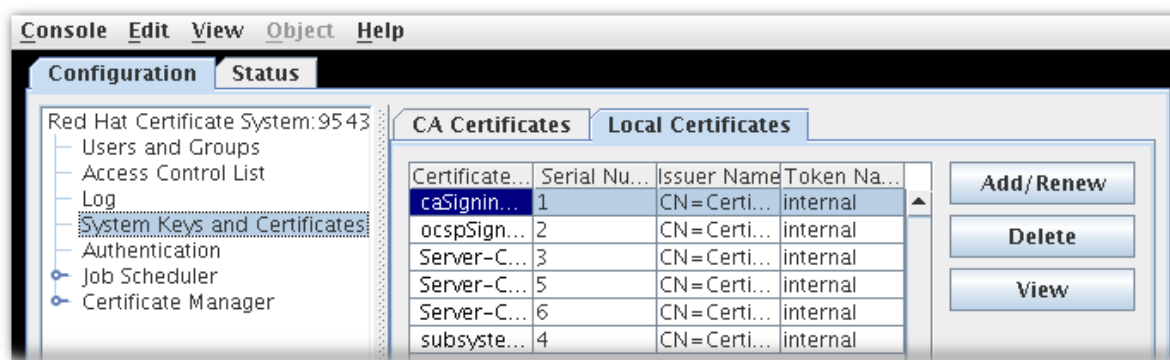 Console Edit View Object Help
Configuration Status
Red Hat Certificate System:9543
Users and Groups
Access Control List
Log
System Keys and Certificates
Authentication
Job Scheduler
Certificate Manager
CA Certificates Local Certificates
Certificate... Serial Nu... Issuer Name Token Na...
caSignin... 1 CN=Certi... internal
ocspSign... 2 CN=Certi... internal
Server-C... 3 CN=Certi... internal
Server-C... 5 CN=Certi... internal
Server-C... 6 CN=Certi... internal
subsyste... 4 CN=Certi... internal
Add/Renew
Delete
View